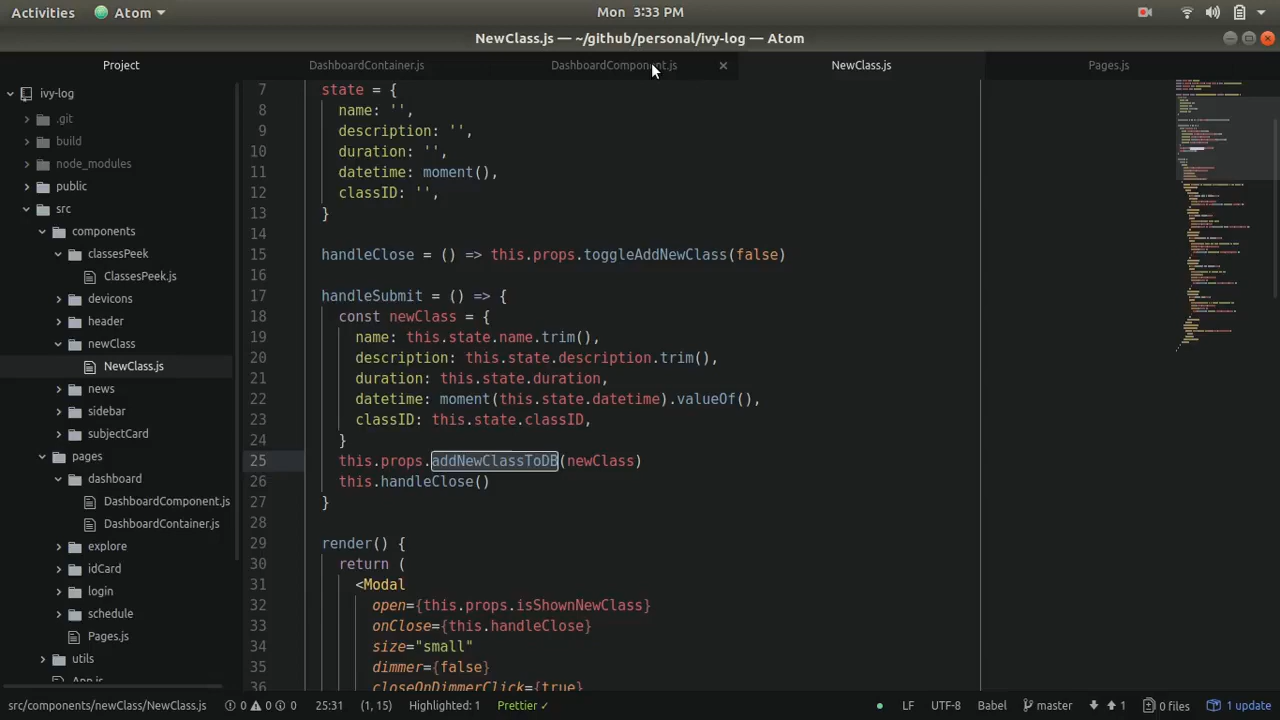 Activities Atom Mon 3:33 PM
NewClass.js — ~/github/personal/ivy-log — Atom
Project
DashboardContainer.js DashboardComponent.js NewClass.js Pages.js
ivy-log
.git
build
node_modules
public
src
components
classesPeek
ClassesPeek.js
devicons
header
newClass
NewClass.js
news
sidebar
subjectCard
pages
dashboard
DashboardComponent.js
DashboardContainer.js
explore
idCard
login
schedule
Pages.js
utils
App.js
7 state = {
8 name: '',
9 description: '',
10 duration: '',
11 datetime: moment(),
12 classID: '',
13 }
14
15 handleClose = () => this.props.toggleAddNewClass(false)
16
17 handleSubmit = () => {
18 const newClass = {
19 name: this.state.name.trim(),
20 description: this.state.description.trim(),
21 duration: this.state.duration,
22 datetime: moment(this.state.datetime).valueOf(),
23 classID: this.state.classID,
24 }
25 this.props.addNewClassToDB(newClass)
26 this.handleClose()
27 }
28
29 render() {
30 return (
31 <Modal
32 open={this.props.isShownNewClass}
33 onClose={this.handleClose}
34 size="small"
35 dimmer={false}
36 closeOnDimmerClick={true}
src/components/newClass/NewClass.js 0 0 0 25:31 (1, 15) Highlighted: 1 Prettier ✓ LF UTF-8 Babel master 1 0 files 1 update